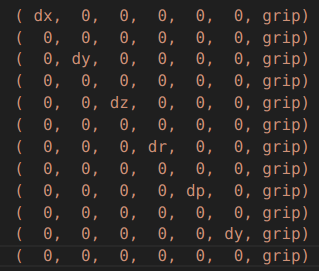 ( dx,  0,  0,  0,  0,  0, grip)
(  0,  0,  0,  0,  0,  0, grip)
(  0, dy,  0,  0,  0,  0, grip)
(  0,  0,  0,  0,  0,  0, grip)
(  0,  0, dz,  0,  0,  0, grip)
(  0,  0,  0,  0,  0,  0, grip)
(  0,  0,  0, dr,  0,  0, grip)
(  0,  0,  0,  0,  0,  0, grip)
(  0,  0,  0,  0, dp,  0, grip)
(  0,  0,  0,  0,  0,  0, grip)
(  0,  0,  0,  0,  0, dy, grip)
(  0,  0,  0,  0,  0,  0, grip)